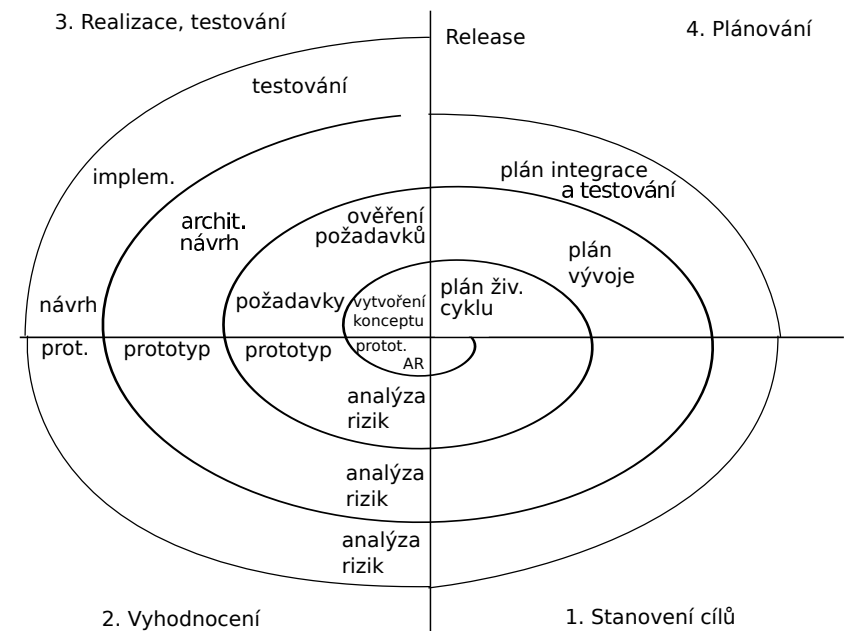 3. Realizace, testování
4. Plánování
Release
testování
implem.
plán integrace
a testování
archit.
návrh
ověření
požadavků
plán
vývoje
návrh
požadavky
vytvoření
konceptu
plán živ.
cyklu
prot.
prototyp
prototyp
protot.
AR
analýza
rizik
analýza
rizik
analýza
rizik
2. Vyhodnocení
1. Stanovení cílů